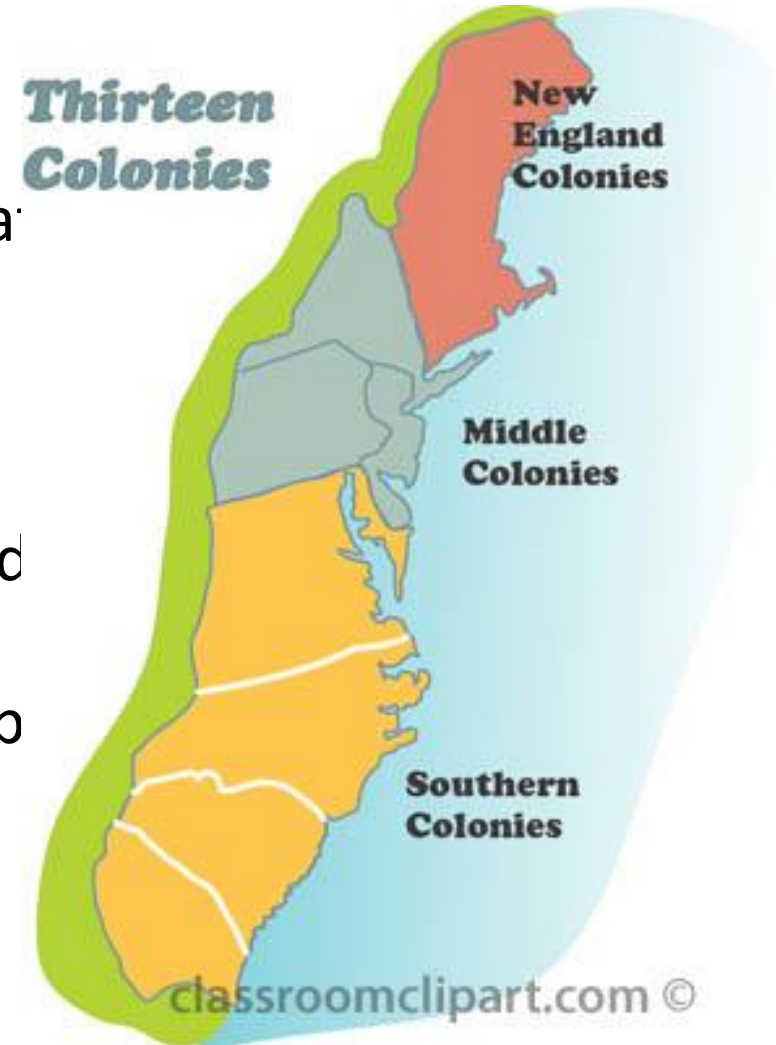 Thirteen
Colonies
New
England
Colonies
Middle
Colonies
Southern
Colonies
classroomclipart.com ©